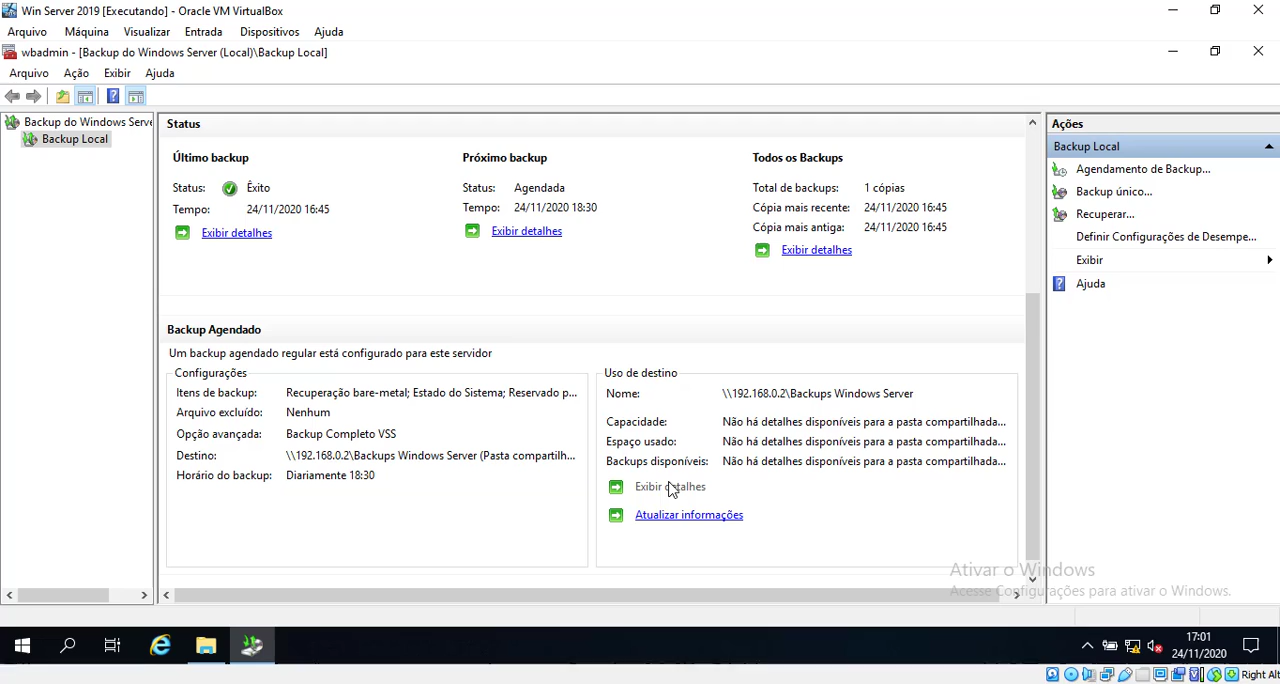 Win Server 2019 [Executando] - Oracle VM VirtualBox
Arquivo Máquina Visualizar Entrada Dispositivos Ajuda
wbadmin - [Backup do Windows Server (Local)\Backup Local]
Arquivo Ação Exibir Ajuda
Backup do Windows Serve
Backup Local
Status
Último backup
Status: Êxito
Tempo: 24/11/2020 16:45
Exibir detalhes
Próximo backup
Status: Agendada
Tempo: 24/11/2020 18:30
Exibir detalhes
Todos os Backups
Total de backups: 1 cópias
Cópia mais recente: 24/11/2020 16:45
Cópia mais antiga: 24/11/2020 16:45
Exibir detalhes
Backup Agendado
Um backup agendado regular está configurado para este servidor
Configurações
Itens de backup: Recuperação bare-metal; Estado do Sistema; Reservado p...
Arquivo excluído: Nenhum
Opção avançada: Backup Completo VSS
Destino: \\192.168.0.2\Backups Windows Server (Pasta compartilh...
Horário do backup: Diariamente 18:30
Uso de destino
Nome: \\192.168.0.2\Backups Windows Server
Capacidade: Não há detalhes disponíveis para a pasta compartilhada...
Espaço usado: Não há detalhes disponíveis para a pasta compartilhada...
Backups disponíveis: Não há detalhes disponíveis para a pasta compartilhada...
Exibir detalhes
Atualizar informações
Ações
Backup Local
Agendamento de Backup...
Backup único...
Recuperar...
Definir Configurações de Desempe...
Exibir
Ajuda
Ativar o Windows
Acesse Configurações para ativar o Windows.
17:01
24/11/2020
Right Alt